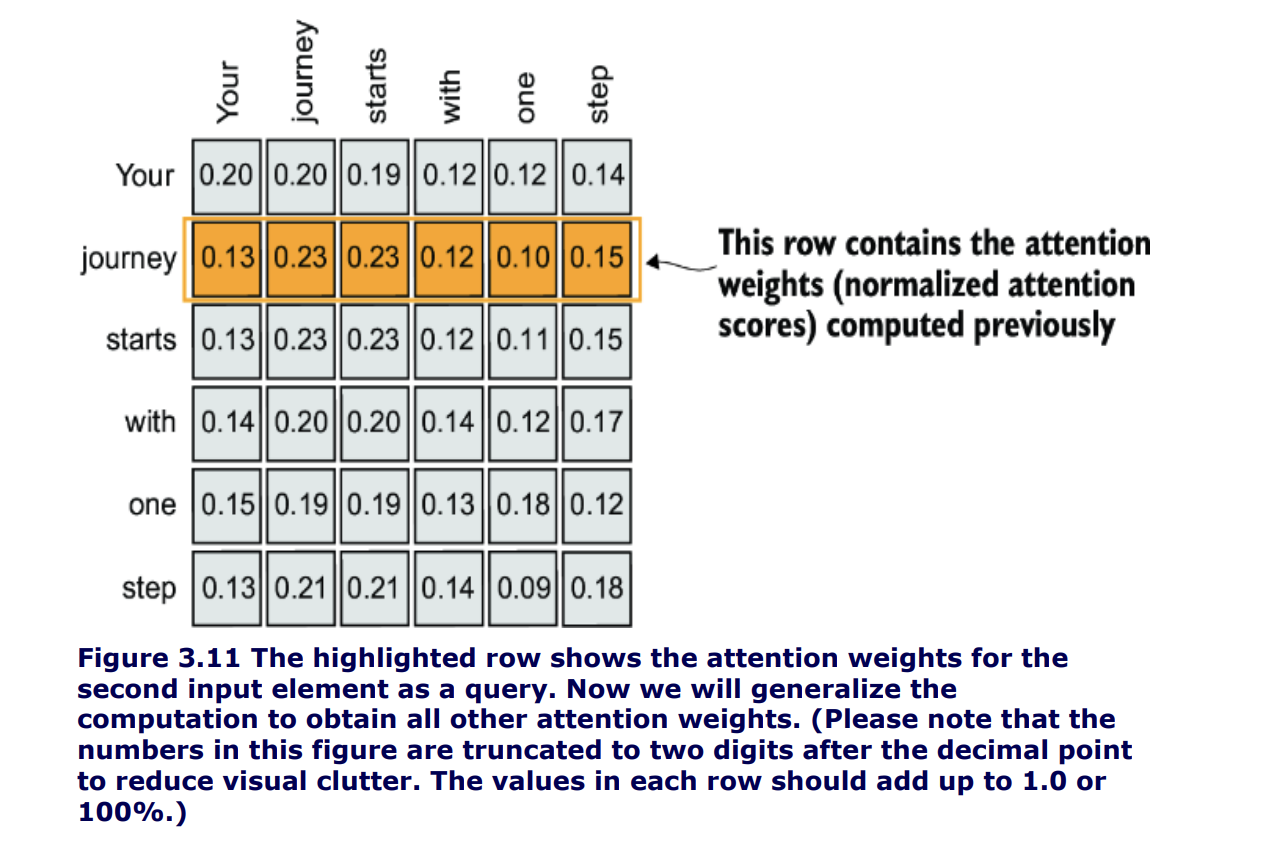 Your journey starts with one step
Your 0.20 0.20 0.19 0.12 0.12 0.14
journey 0.13 0.23 0.23 0.12 0.10 0.15
This row contains the attention
weights (normalized attention
scores) computed previously
starts 0.13 0.23 0.23 0.12 0.11 0.15
with 0.14 0.20 0.20 0.14 0.12 0.17
one 0.15 0.19 0.19 0.13 0.18 0.12
step 0.13 0.21 0.21 0.14 0.09 0.18
Figure 3.11 The highlighted row shows the attention weights for the
second input element as a query. Now we will generalize the
computation to obtain all other attention weights. (Please note that the
numbers in this figure are truncated to two digits after the decimal point
to reduce visual clutter. The values in each row should add up to 1.0 or
100%.)